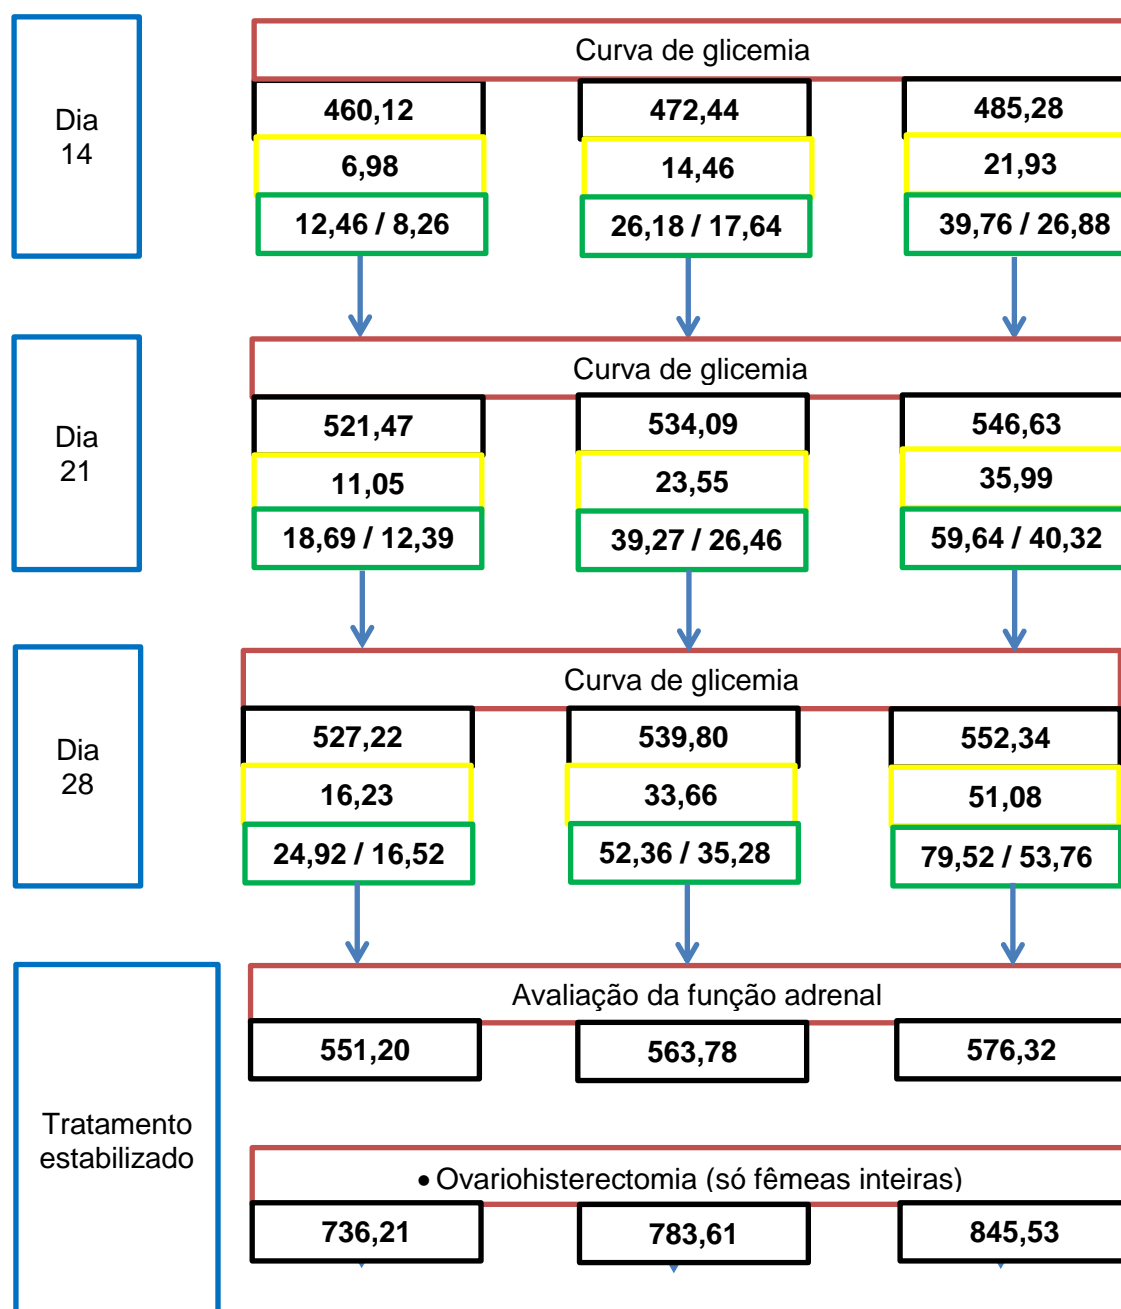 Dia
14
Curva de glicemia
460,12 472,44 485,28
6,98 14,46 21,93
12,46 / 8,26 26,18 / 17,64 39,76 / 26,88
Dia
21
Curva de glicemia
521,47 534,09 546,63
11,05 23,55 35,99
18,69 / 12,39 39,27 / 26,46 59,64 / 40,32
Dia
28
Curva de glicemia
527,22 539,80 552,34
16,23 33,66 51,08
24,92 / 16,52 52,36 / 35,28 79,52 / 53,76
Tratamento
estabilizado
Avaliação da função adrenal
551,20 563,78 576,32
• Ovariohisterectomia (só fêmeas inteiras)
736,21 783,61 845,53